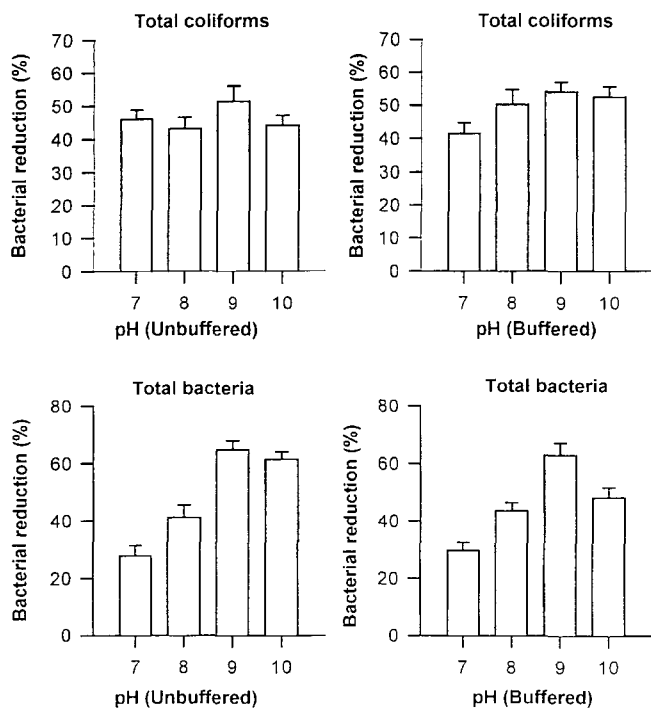 Total coliforms
Bacterial reduction (%)
70
60
50
40
30
20
10
0
7 8 9 10
pH (Unbuffered)
Total coliforms
Bacterial reduction (%)
70
60
50
40
30
20
10
0
7 8 9 10
pH (Buffered)
Total bacteria
Bacterial reduction (%)
80
60
40
20
0
7 8 9 10
pH (Unbuffered)
Total bacteria
Bacterial reduction (%)
80
60
40
20
0
7 8 9 10
pH (Buffered)